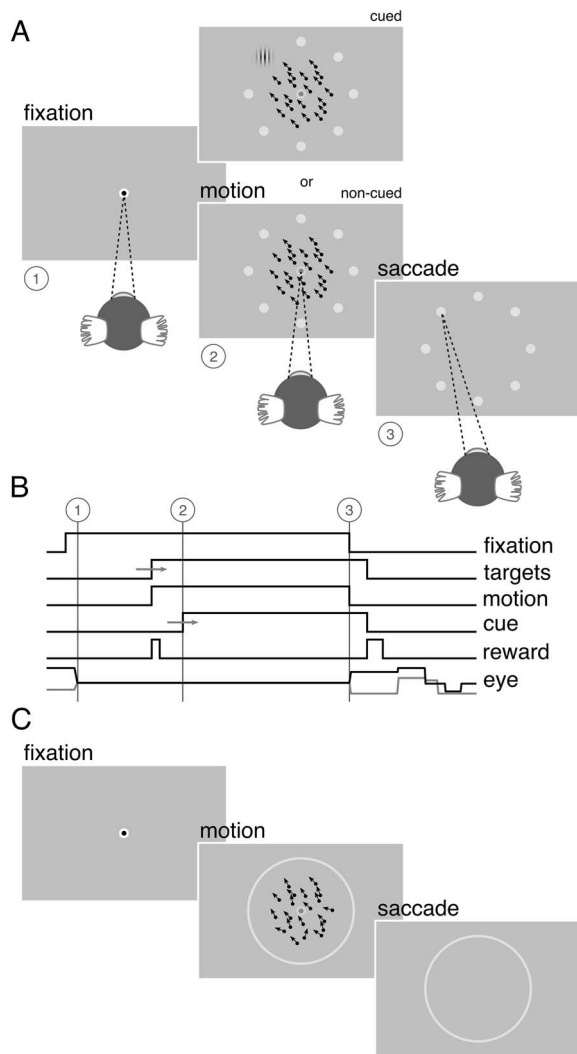 A
cued
fixation
or
motion
non-cued
1
saccade
2
3
B
1
2
3
fixation
targets
motion
cue
reward
eye
C
fixation
motion
saccade